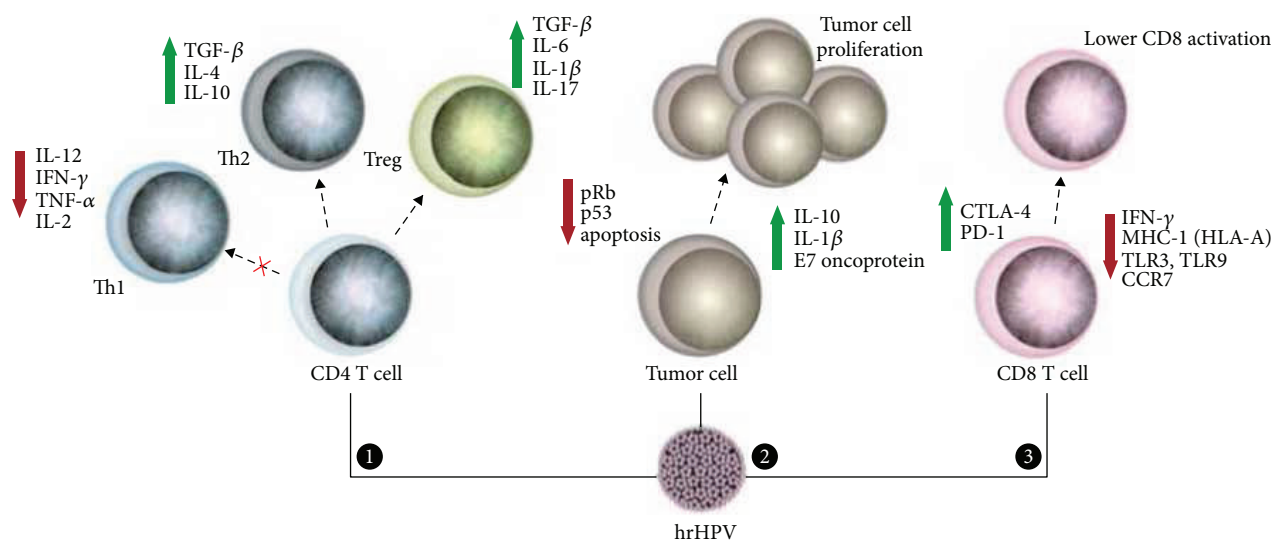 TGF-β
IL-4
IL-10
Th2
TGF-β
IL-6
IL-1β
IL-17
Treg
IL-12
IFN-γ
TNF-α
IL-2
Th1
CD4 T cell
Tumor cell
proliferation
pRb
p53
apoptosis
IL-10
IL-1β
E7 oncoprotein
Tumor cell
Lower CD8 activation
CTLA-4
PD-1
IFN-γ
MHC-1 (HLA-A)
TLR3, TLR9
CCR7
CD8 T cell
1
2
3
hrHPV